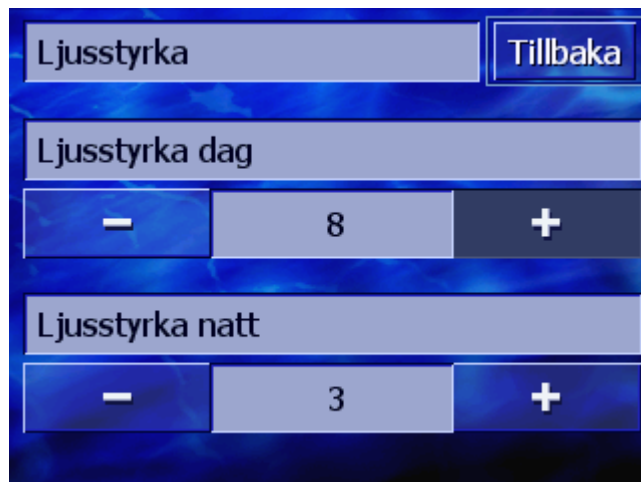 Ljusstyrka Tillbaka
Ljusstyrka dag
− 8 +
Ljusstyrka natt
− 3 +